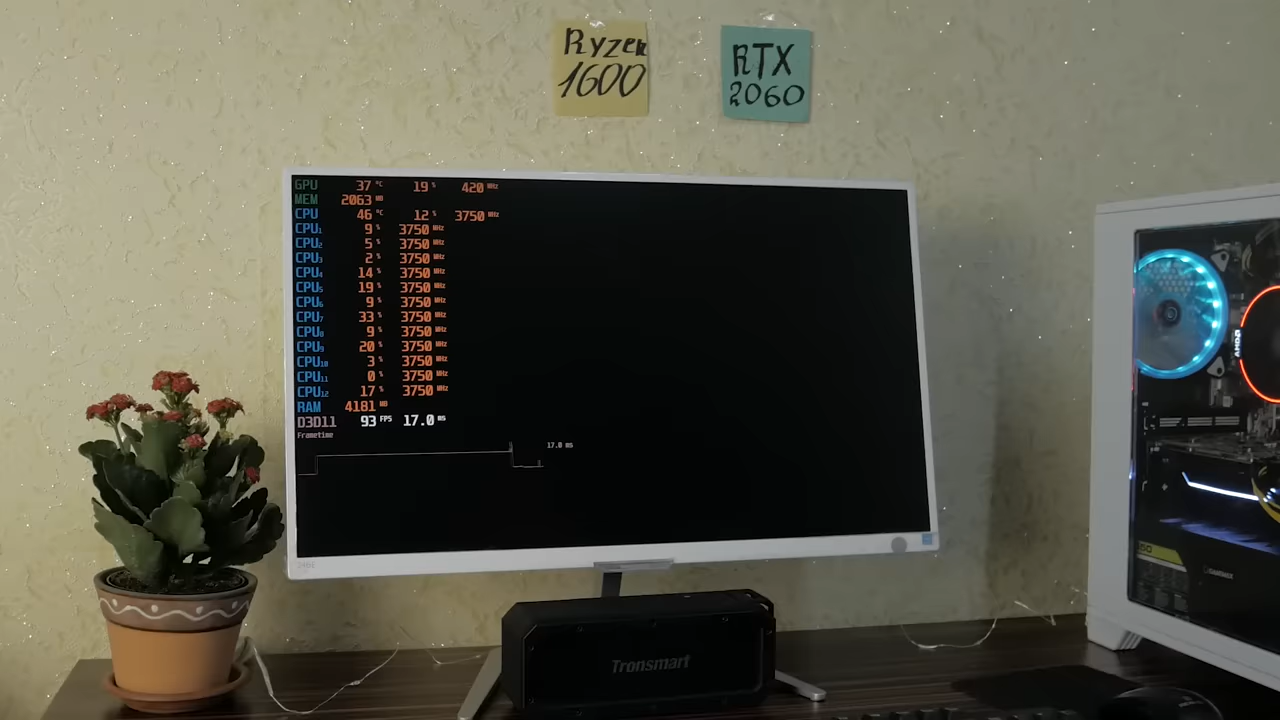 Ryzen
1600
RTX
2060
GPU 37 °C 19 % 420 MHz
MEM 2063 MB
CPU 46 °C 12 % 3750 MHz
CPU1 9 % 3750 MHz
CPU2 5 % 3750 MHz
CPU3 2 % 3750 MHz
CPU4 14 % 3750 MHz
CPU5 19 % 3750 MHz
CPU6 9 % 3750 MHz
CPU7 33 % 3750 MHz
CPU8 9 % 3750 MHz
CPU9 20 % 3750 MHz
CPU10 3 % 3750 MHz
CPU11 0 % 3750 MHz
CPU12 17 % 3750 MHz
RAM 4181 MB
D3D11 93 FPS 17.0 ms
Frametime
17.0 ms
AMD
Tronsmart